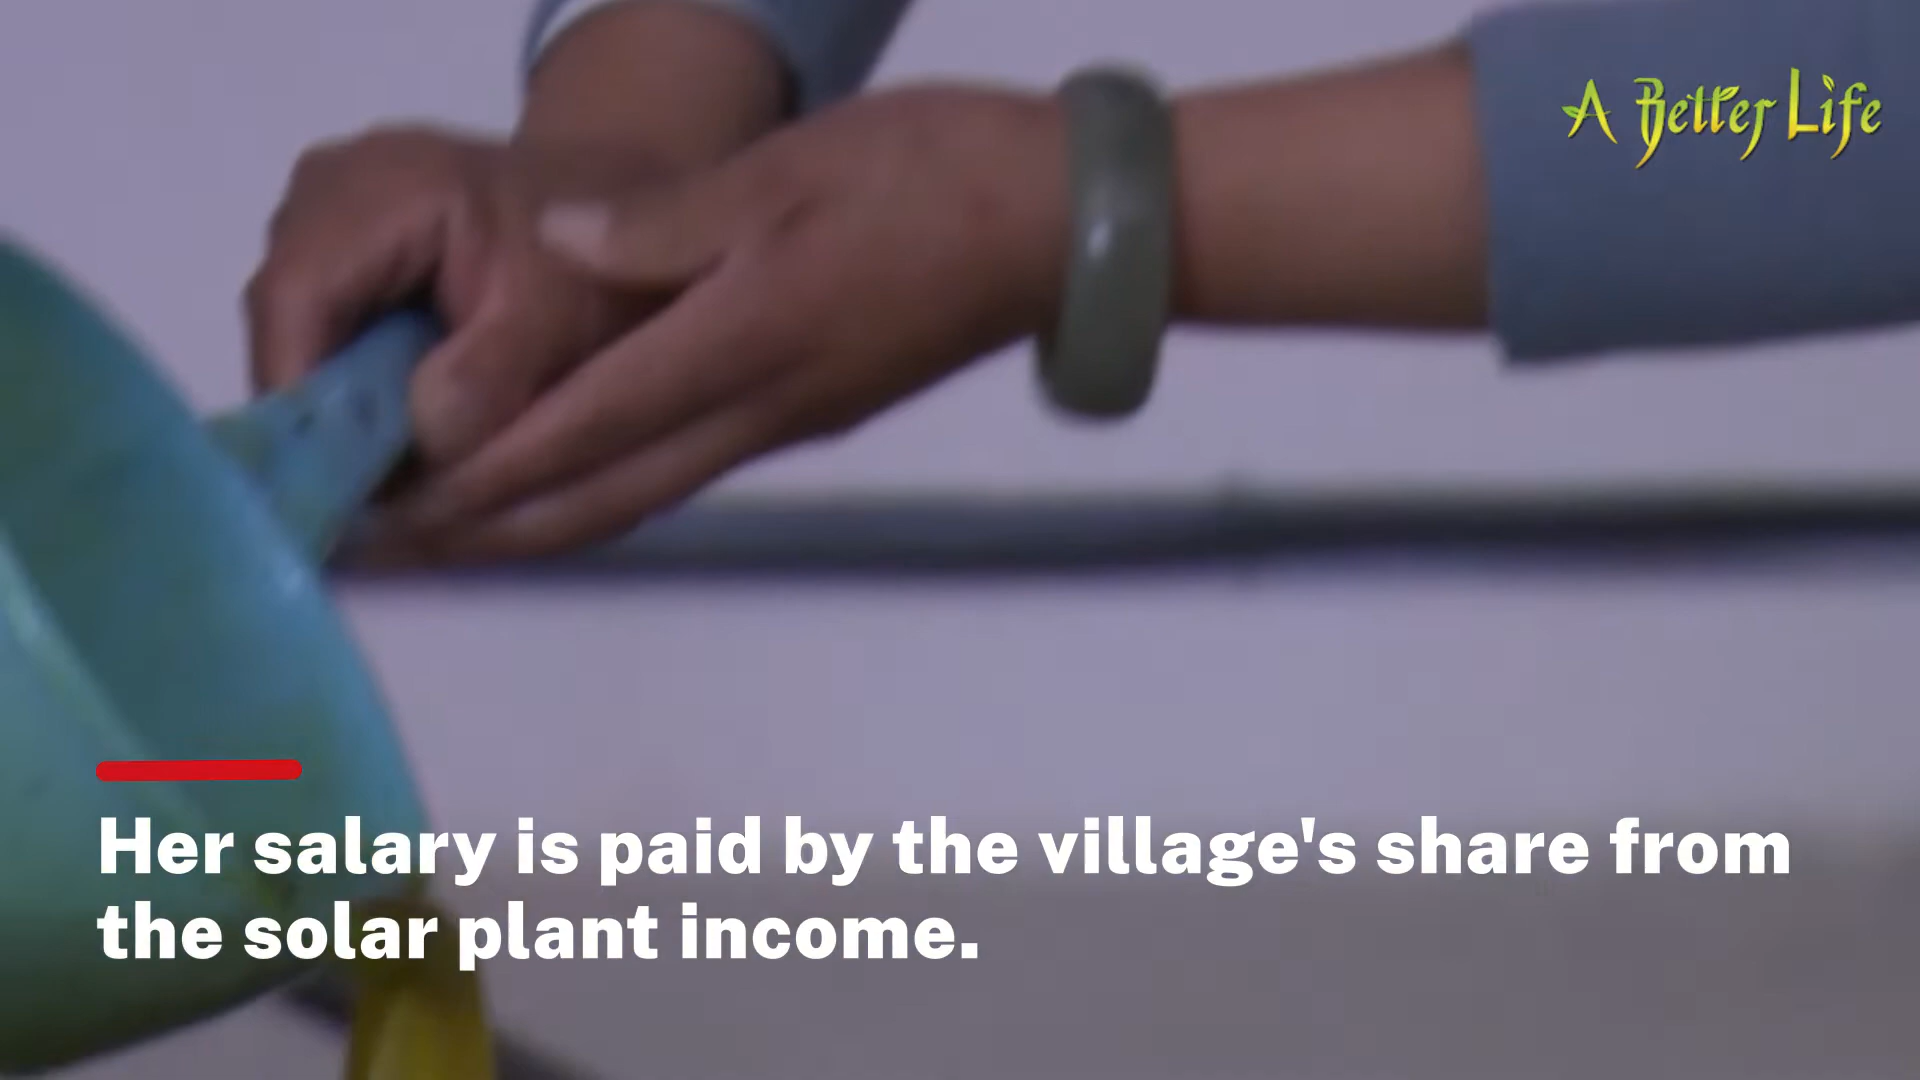 A Better Life
Her salary is paid by the village's share from
the solar plant income.